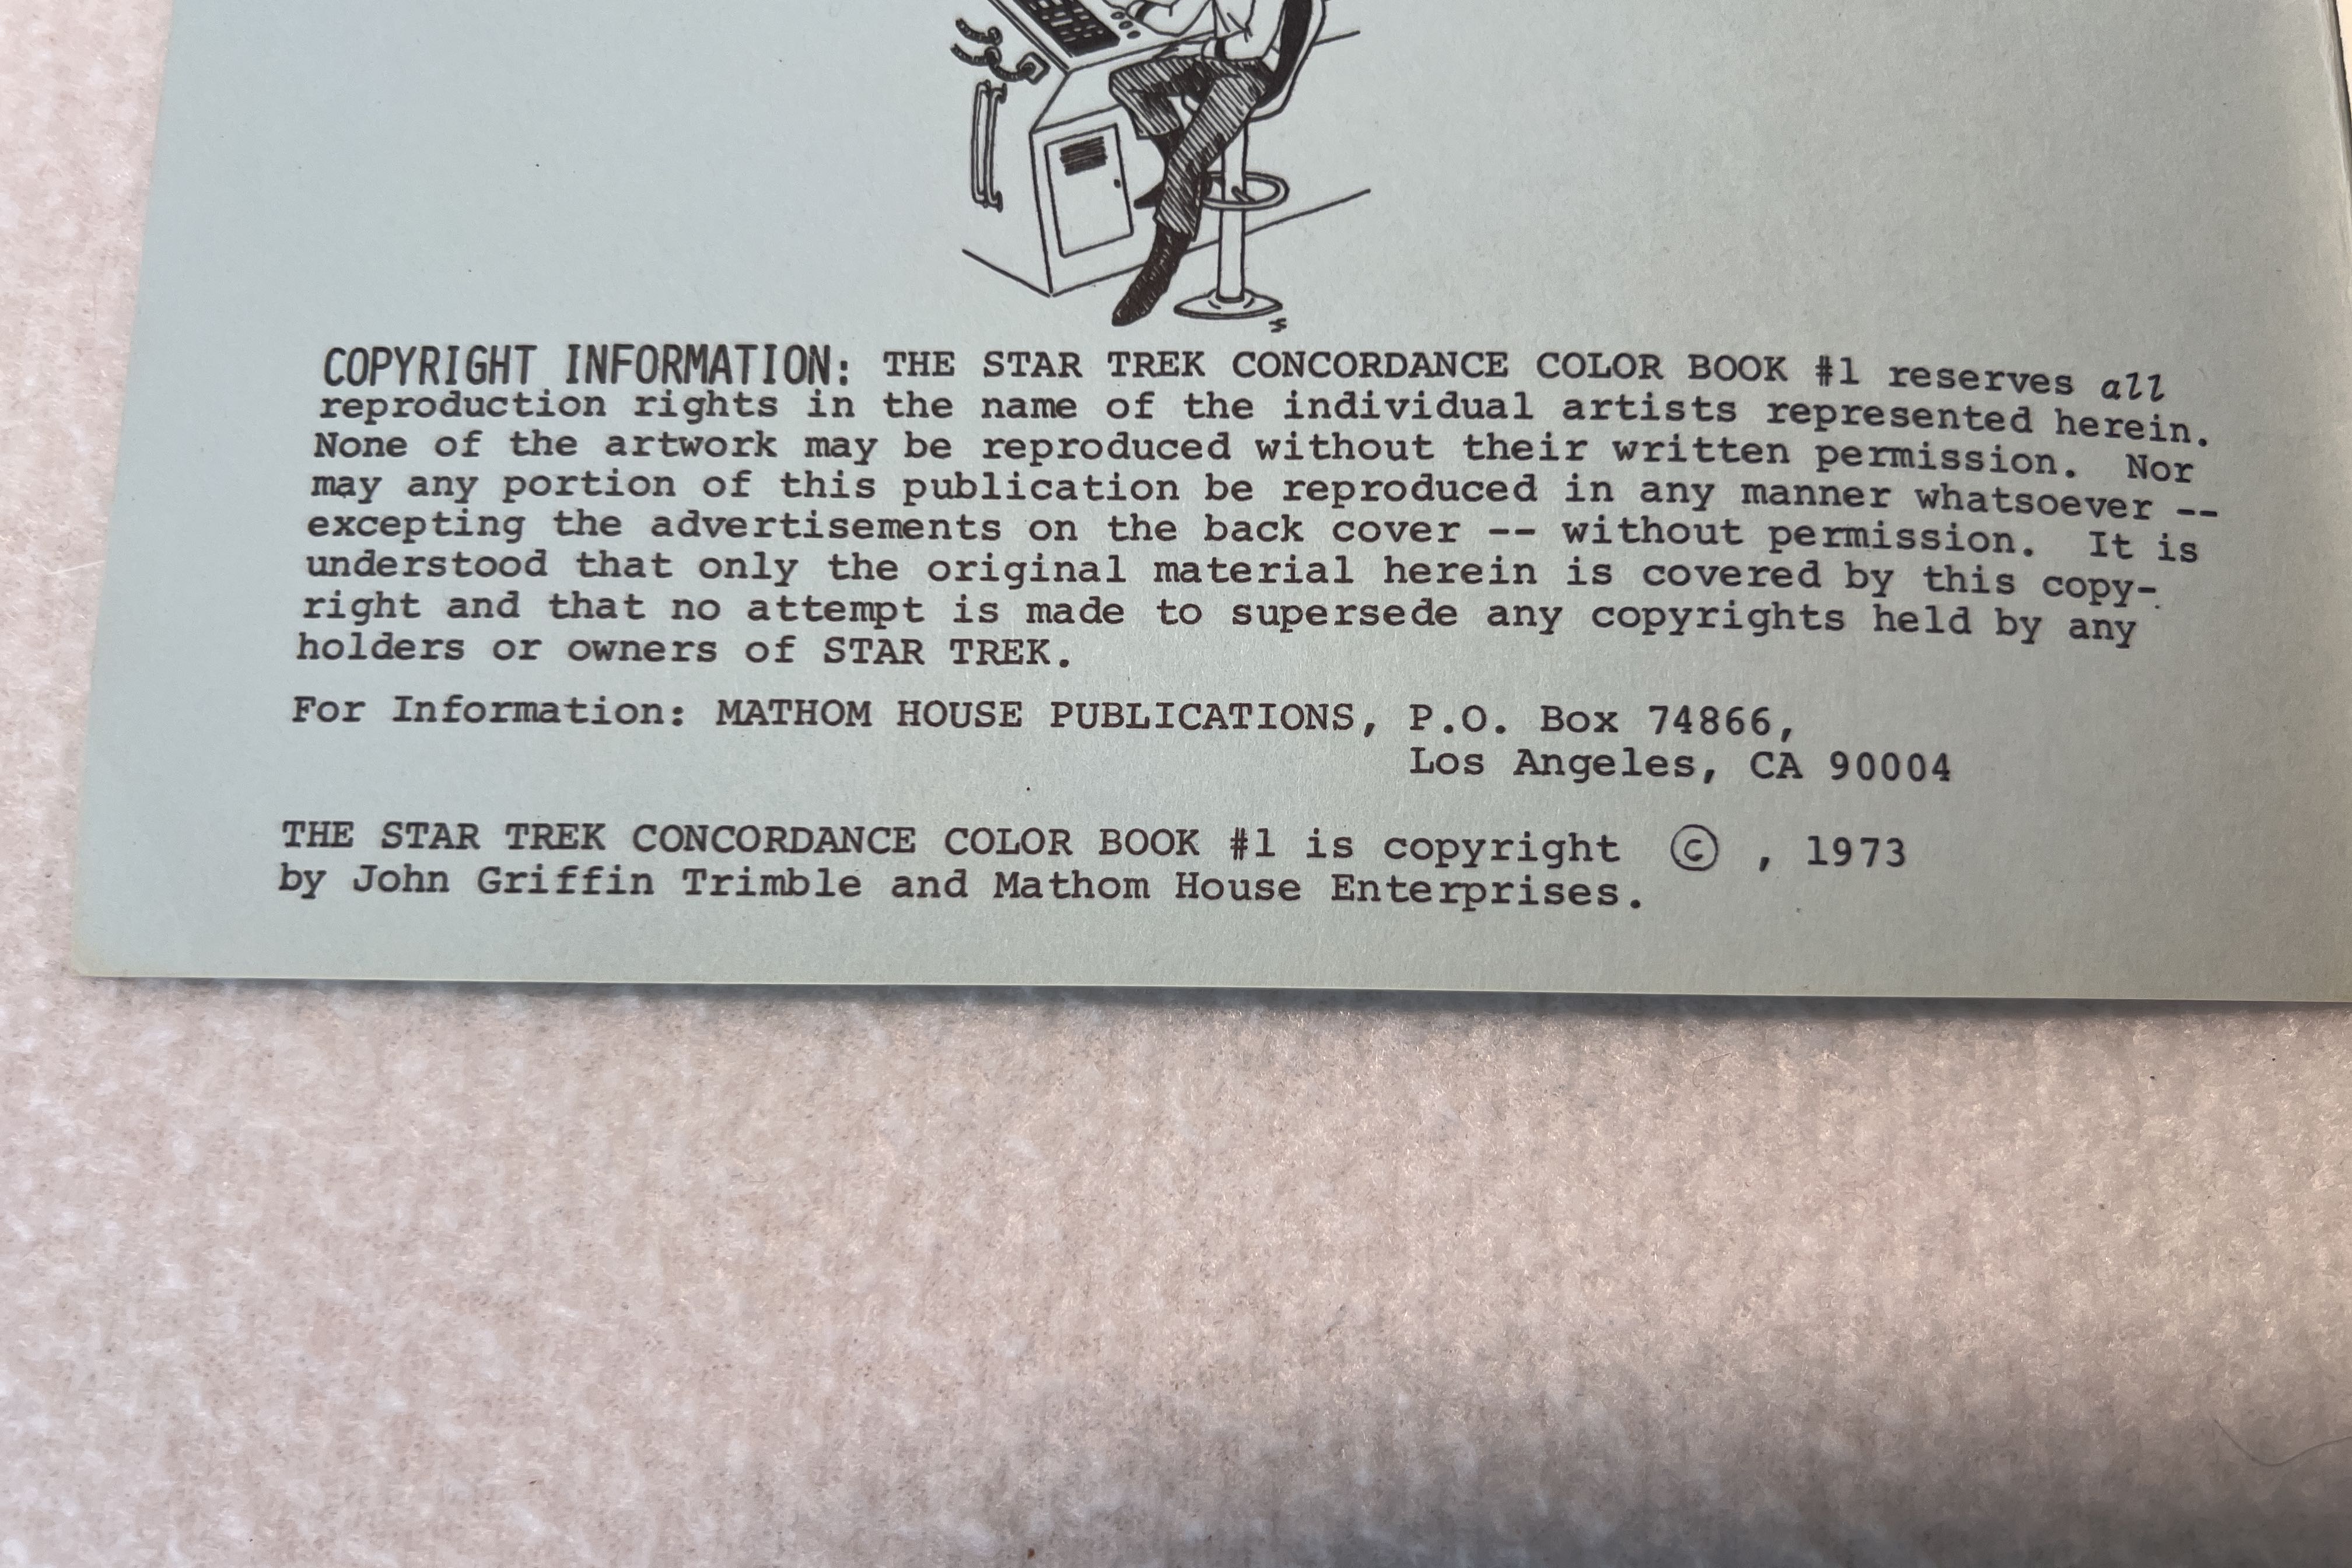 COPYRIGHT INFORMATION: THE STAR TREK CONCORDANCE COLOR BOOK #1 reserves all
reproduction rights in the name of the individual artists represented herein.
None of the artwork may be reproduced without their written permission.  Nor
may any portion of this publication be reproduced in any manner whatsoever --
excepting the advertisements on the back cover -- without permission.  It is
understood that only the original material herein is covered by this copy-
right and that no attempt is made to supersede any copyrights held by any
holders or owners of STAR TREK.
For Information: MATHOM HOUSE PUBLICATIONS, P.O. Box 74866,
Los Angeles, CA 90004
THE STAR TREK CONCORDANCE COLOR BOOK #1 is copyright © , 1973
by John Griffin Trimble and Mathom House Enterprises.